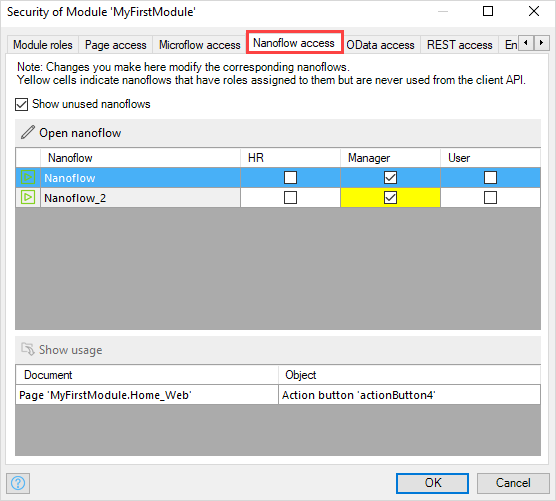 Security of Module 'MyFirstModule'
Module roles Page access Microflow access Nanoflow access OData access REST access En
Note: Changes you make here modify the corresponding nanoflows.
Yellow cells indicate nanoflows that have roles assigned to them but are never used from the client API.
Show unused nanoflows
Open nanoflow
Nanoflow HR Manager User
Nanoflow
Nanoflow_2
Show usage
Document Object
Page 'MyFirstModule.Home_Web' Action button 'actionButton4'
? OK Cancel